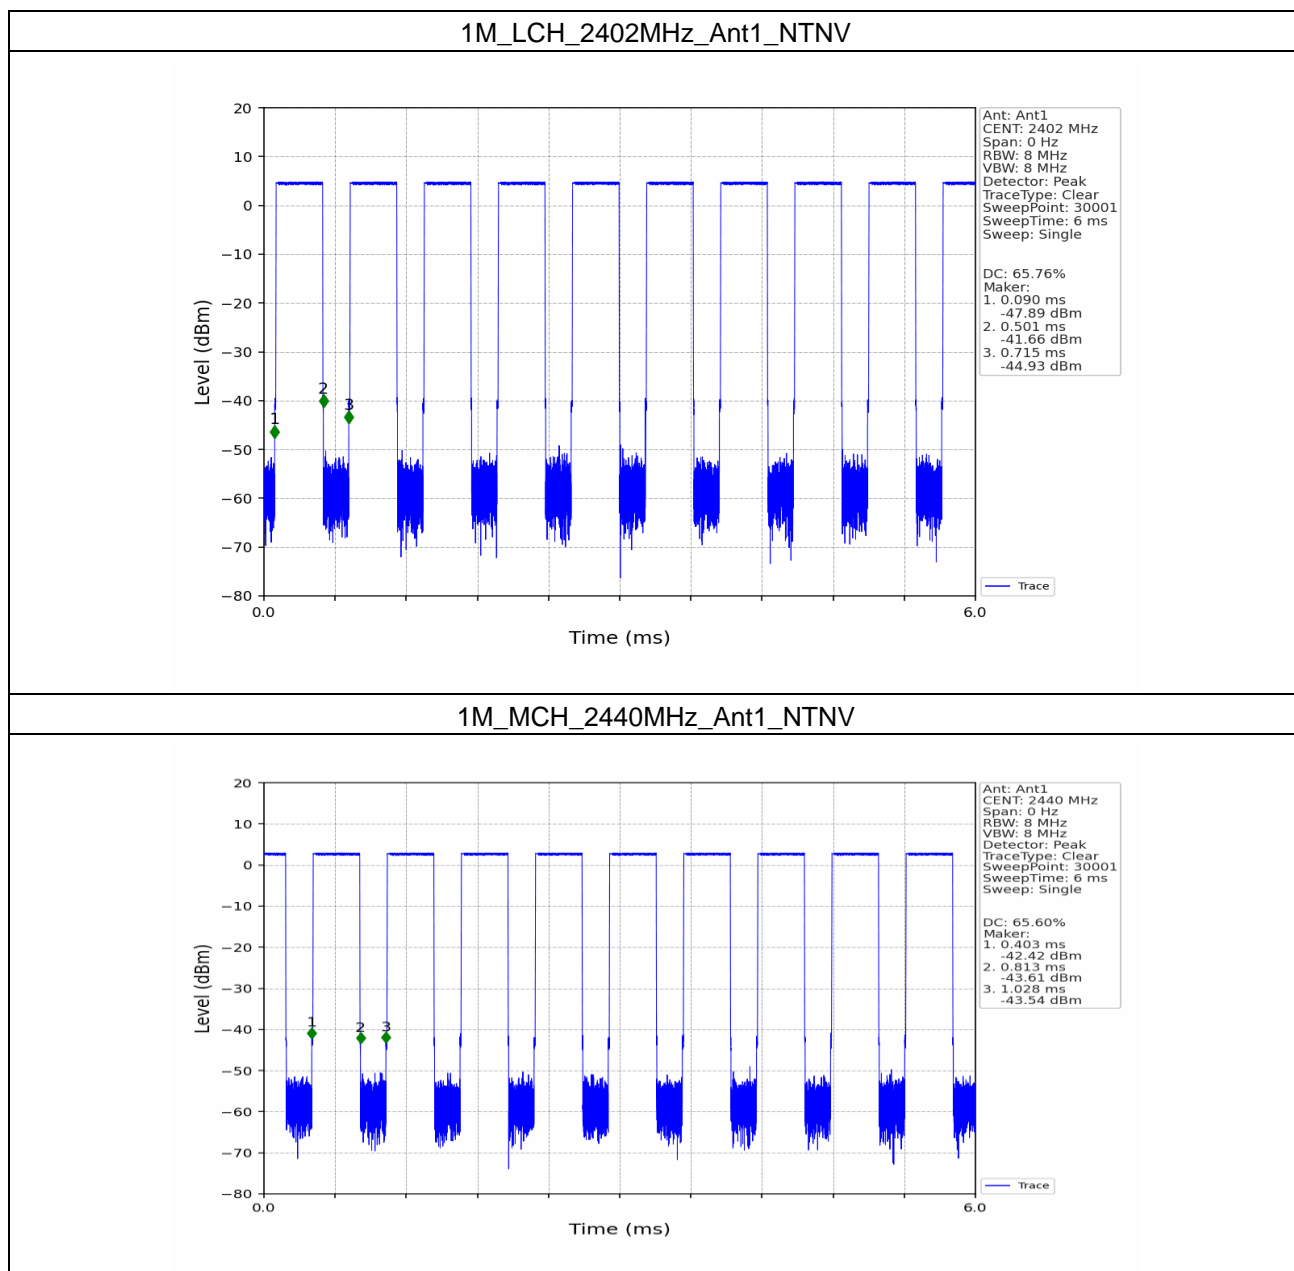 1M_LCH_2402MHz_Ant1_NTNV
20
10
0
−10
−20
−30
−40
−50
−60
−70
−80
Level (dBm)
1
2
3
0.0
6.0
Time (ms)
Ant: Ant1
CENT: 2402 MHz
Span: 0 Hz
RBW: 8 MHz
VBW: 8 MHz
Detector: Peak
TraceType: Clear
SweepPoint: 30001
SweepTime: 6 ms
Sweep: Single
DC: 65.76%
Maker:
1. 0.090 ms
-47.89 dBm
2. 0.501 ms
-41.66 dBm
3. 0.715 ms
-44.93 dBm
Trace
1M_MCH_2440MHz_Ant1_NTNV
20
10
0
−10
−20
−30
−40
−50
−60
−70
−80
Level (dBm)
1
2
3
0.0
6.0
Time (ms)
Ant: Ant1
CENT: 2440 MHz
Span: 0 Hz
RBW: 8 MHz
VBW: 8 MHz
Detector: Peak
TraceType: Clear
SweepPoint: 30001
SweepTime: 6 ms
Sweep: Single
DC: 65.60%
Maker:
1. 0.403 ms
-42.42 dBm
2. 0.813 ms
-43.61 dBm
3. 1.028 ms
-43.54 dBm
Trace